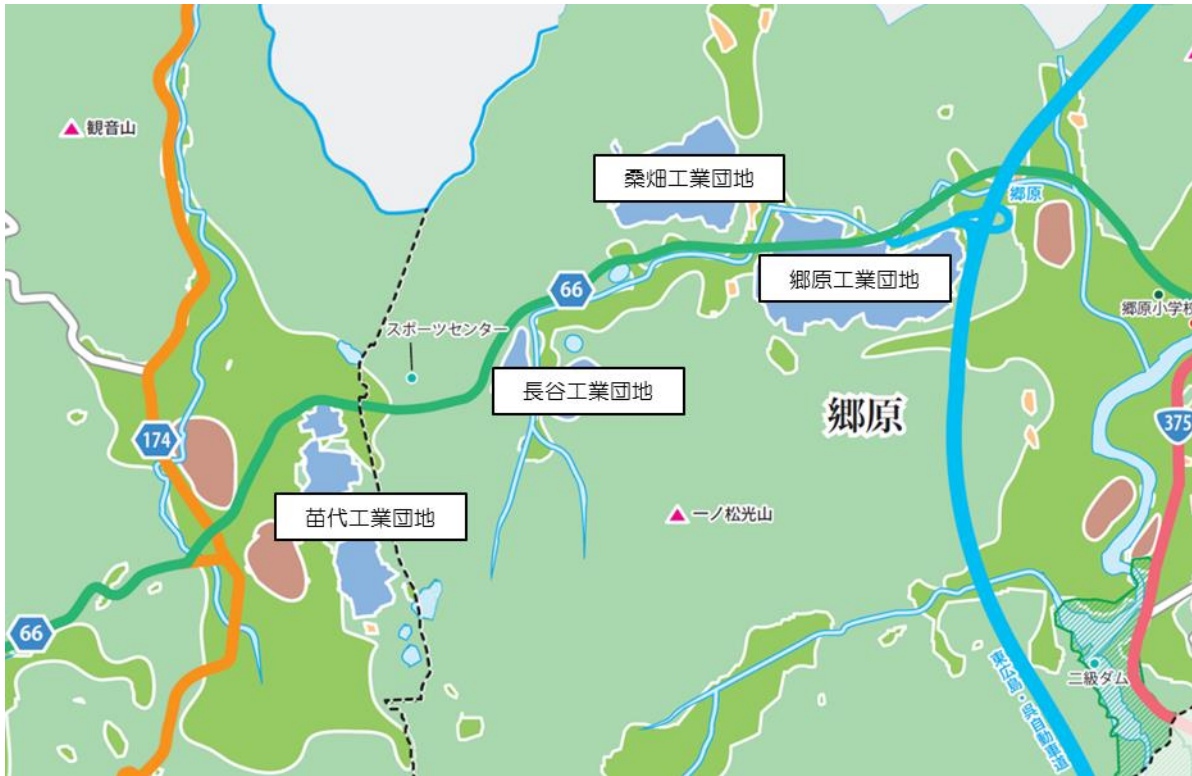 観音山
桑畑工業団地
郷原
66
郷原工業団地
スポーツセンター
郷原小学校
長谷工業団地
郷原
375
174
苗代工業団地
一ノ松光山
66
東広島・呉自動車道
二級ダム